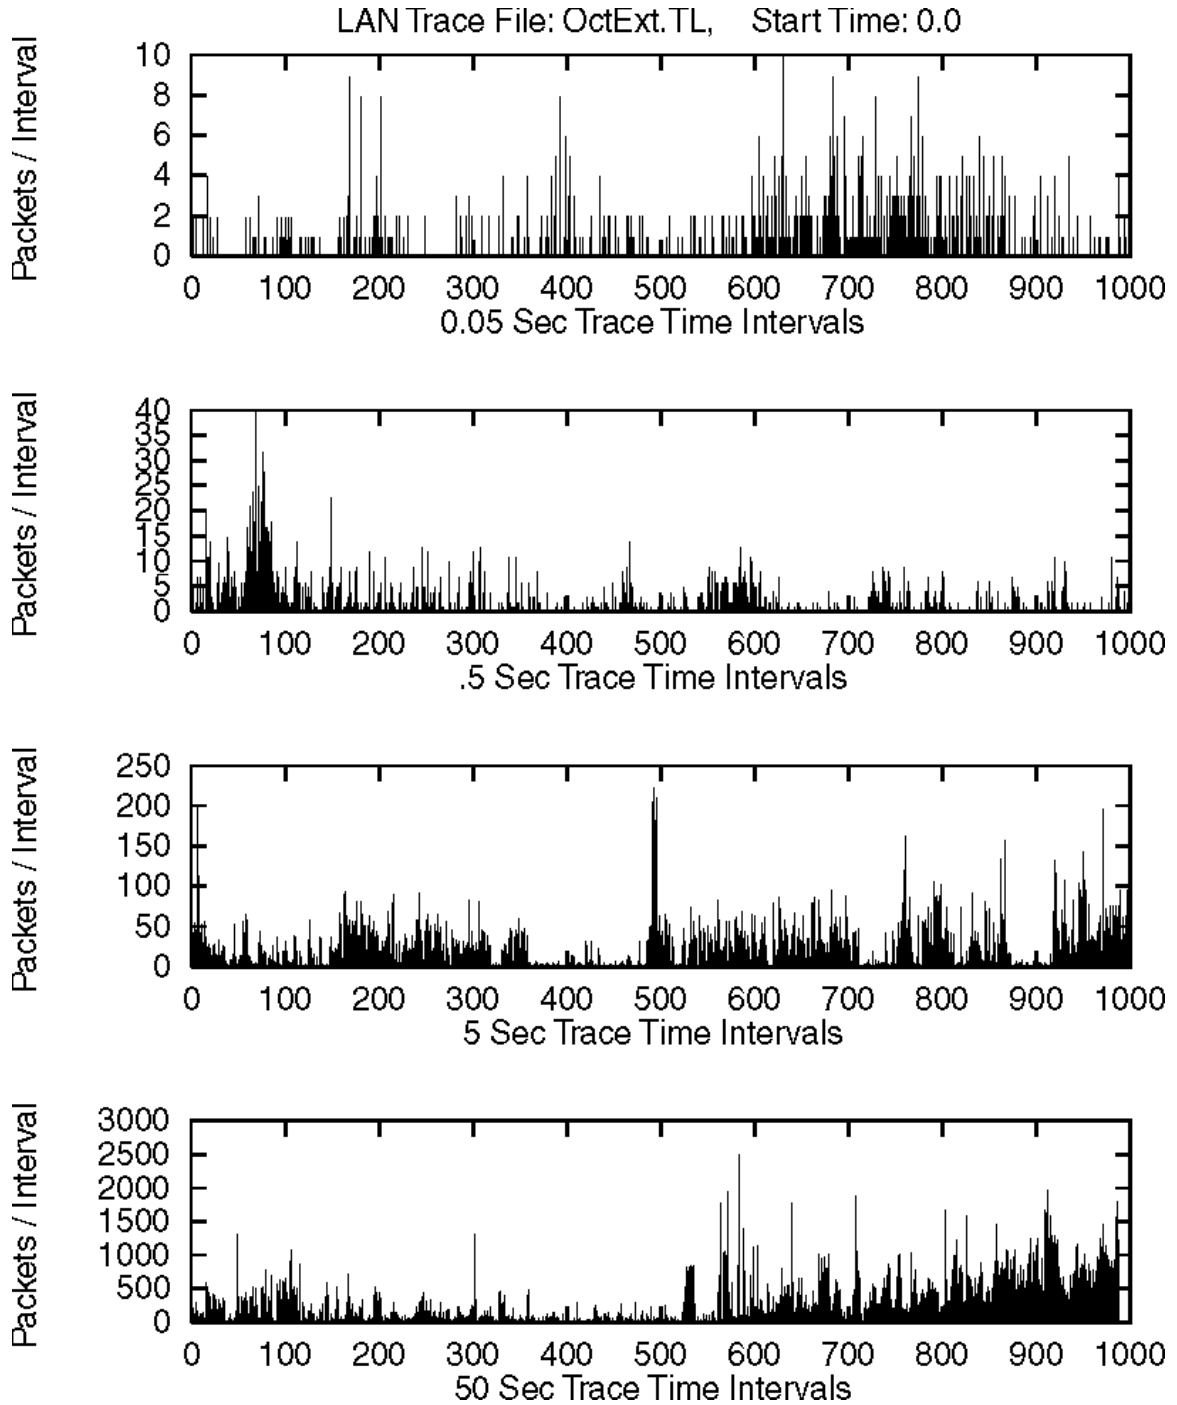 LAN Trace File: OctExt.TL, Start Time: 0.0
Packets / Interval
10
8
6
4
2
0
0 100 200 300 400 500 600 700 800 900 1000
0.05 Sec Trace Time Intervals
Packets / Interval
40
35
30
25
20
15
10
5
0
0 100 200 300 400 500 600 700 800 900 1000
.5 Sec Trace Time Intervals
Packets / Interval
250
200
150
100
50
0
0 100 200 300 400 500 600 700 800 900 1000
5 Sec Trace Time Intervals
Packets / Interval
3000
2500
2000
1500
1000
500
0
0 100 200 300 400 500 600 700 800 900 1000
50 Sec Trace Time Intervals